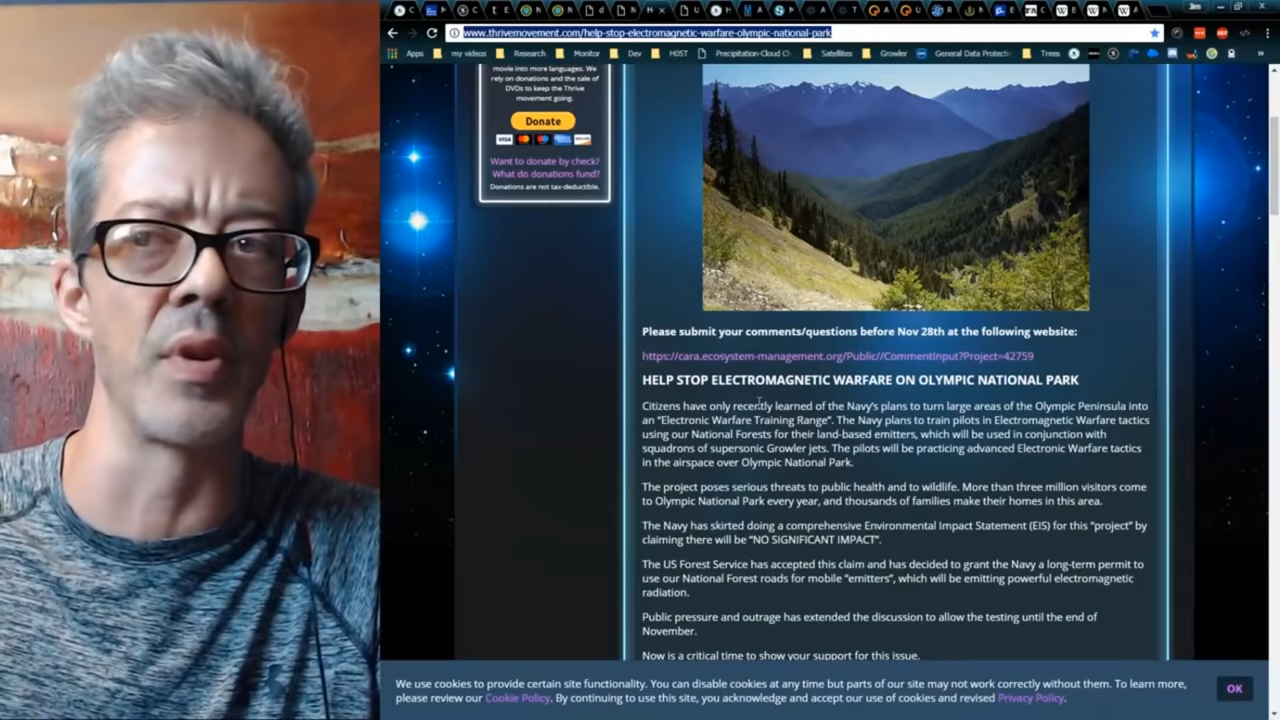 Jim
www.thrivemovement.com/help-stop-electromagnetic-warfare-olympic-national-park
Apps my videos Research Monitor Dev H0ST Precipitation-Cloud Ch Satellites Growler General Data Protecti Trees
movie into more languages. We
rely on donations and the sale of
DVDs to keep the Thrive
movement going.
Donate
VISA
Want to donate by check?
What do donations fund?
Donations are not tax-deductible.
Please submit your comments/questions before Nov 28th at the following website:
https://cara.ecosystem-management.org/Public//CommentInput?Project=42759
HELP STOP ELECTROMAGNETIC WARFARE ON OLYMPIC NATIONAL PARK
Citizens have only recently learned of the Navy's plans to turn large areas of the Olympic Peninsula into
an "Electronic Warfare Training Range". The Navy plans to train pilots in Electromagnetic Warfare tactics
using our National Forests for their land-based emitters, which will be used in conjunction with
squadrons of supersonic Growler jets. The pilots will be practicing advanced Electronic Warfare tactics
in the airspace over Olympic National Park.
The project poses serious threats to public health and to wildlife. More than three million visitors come
to Olympic National Park every year, and thousands of families make their homes in this area.
The Navy has skirted doing a comprehensive Environmental Impact Statement (EIS) for this "project" by
claiming there will be "NO SIGNIFICANT IMPACT".
The US Forest Service has accepted this claim and has decided to grant the Navy a long-term permit to
use our National Forest roads for mobile "emitters", which will be emitting powerful electromagnetic
radiation.
Public pressure and outrage has extended the discussion to allow the testing until the end of
November.
Now is a critical time to show your support for this issue.
We use cookies to provide certain site functionality. You can disable cookies at any time but parts of our site may not work correctly without them. To learn more,
please review our Cookie Policy. By continuing to use this site, you acknowledge and accept our use of cookies and revised Privacy Policy.
OK